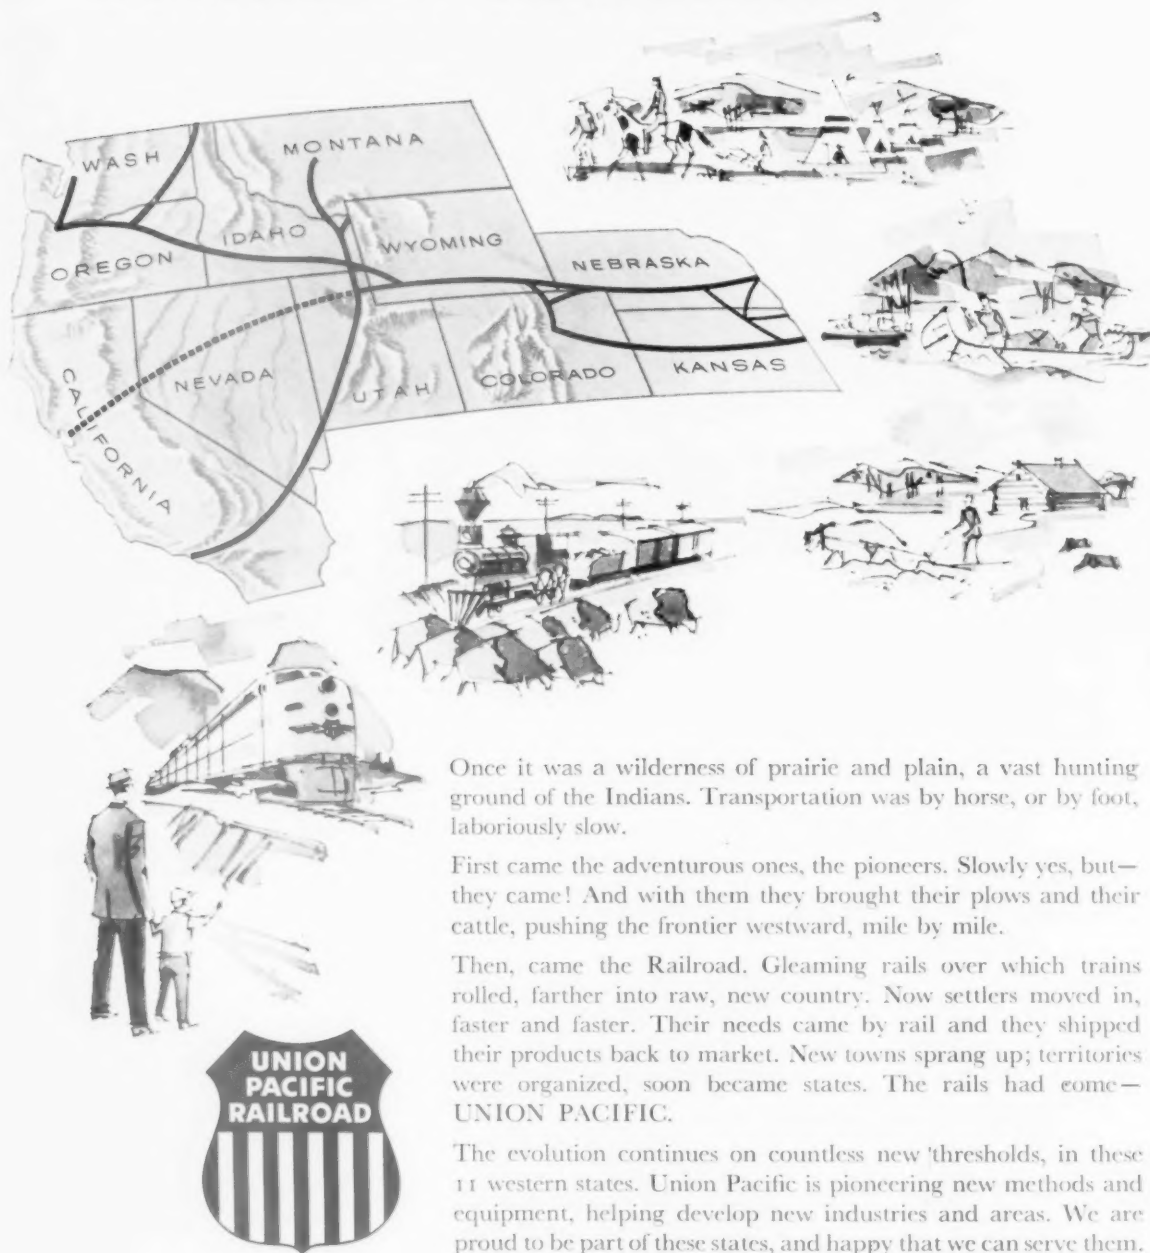 WASH
MONTANA
IDAHO
OREGON
WYOMING
NEBRASKA
NEVADA
UTAH
COLORADO
KANSAS
CALIFORNIA
Once it was a wilderness of prairie and plain, a vast hunting
ground of the Indians. Transportation was by horse, or by foot,
laboriously slow.
First came the adventurous ones, the pioneers. Slowly yes, but—
they came! And with them they brought their plows and their
cattle, pushing the frontier westward, mile by mile.
Then, came the Railroad. Gleaming rails over which trains
rolled, farther into raw, new country. Now settlers moved in,
faster and faster. Their needs came by rail and they shipped
their products back to market. New towns sprang up; territories
were organized, soon became states. The rails had come—
UNION PACIFIC.
The evolution continues on countless new 'thresholds, in these
11 western states. Union Pacific is pioneering new methods and
equipment, helping develop new industries and areas. We are
proud to be part of these states, and happy that we can serve them.
UNION
PACIFIC
RAILROAD